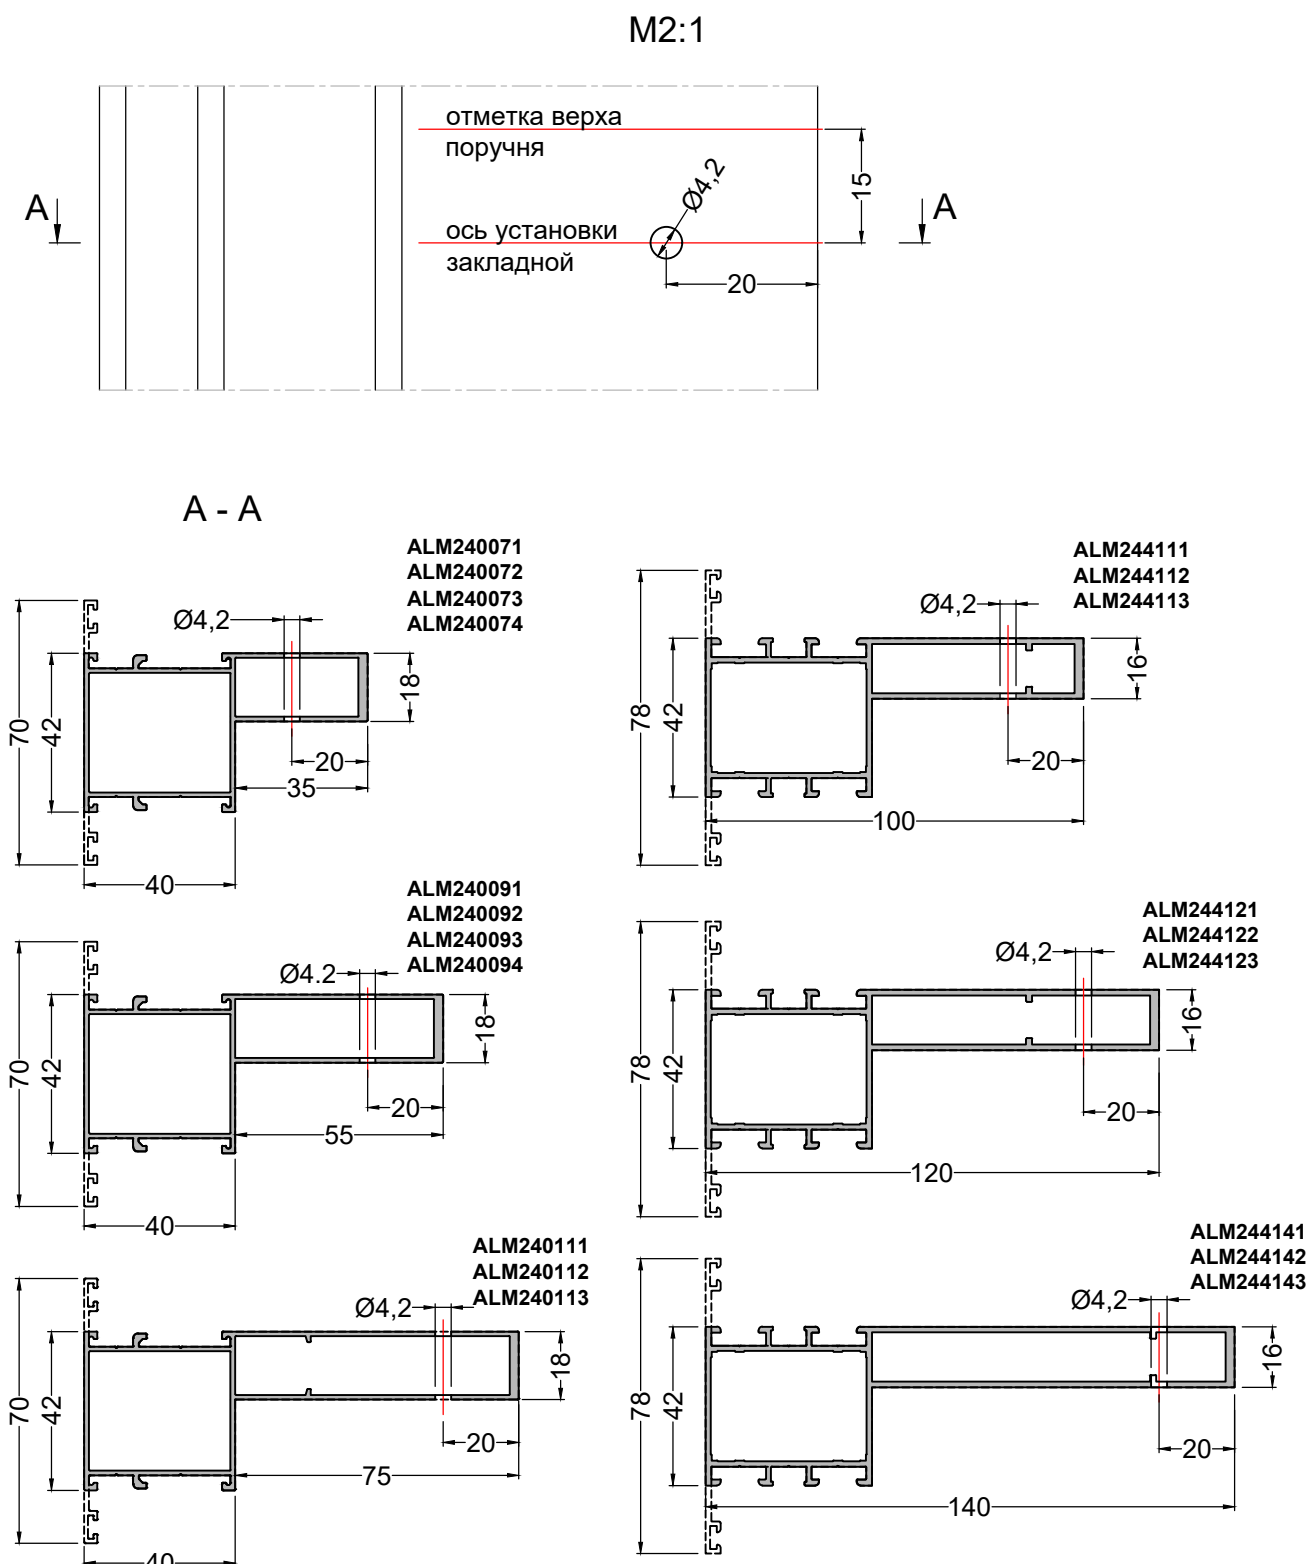 М2:1
отметка верха
поручня
15
Ø4,2
А
А
ось установки
закладной
20
А - А
ALM240071
ALM240072
ALM240073
ALM240074
Ø4,2
70
42
18
20
35
40
ALM244111
ALM244112
ALM244113
Ø4,2
78
42
16
20
100
ALM240091
ALM240092
ALM240093
ALM240094
Ø4.2
70
42
18
20
55
40
ALM244121
ALM244122
ALM244123
Ø4,2
78
42
16
20
120
ALM240111
ALM240112
ALM240113
Ø4,2
70
42
18
20
75
40
ALM244141
ALM244142
ALM244143
Ø4,2
78
42
16
20
140